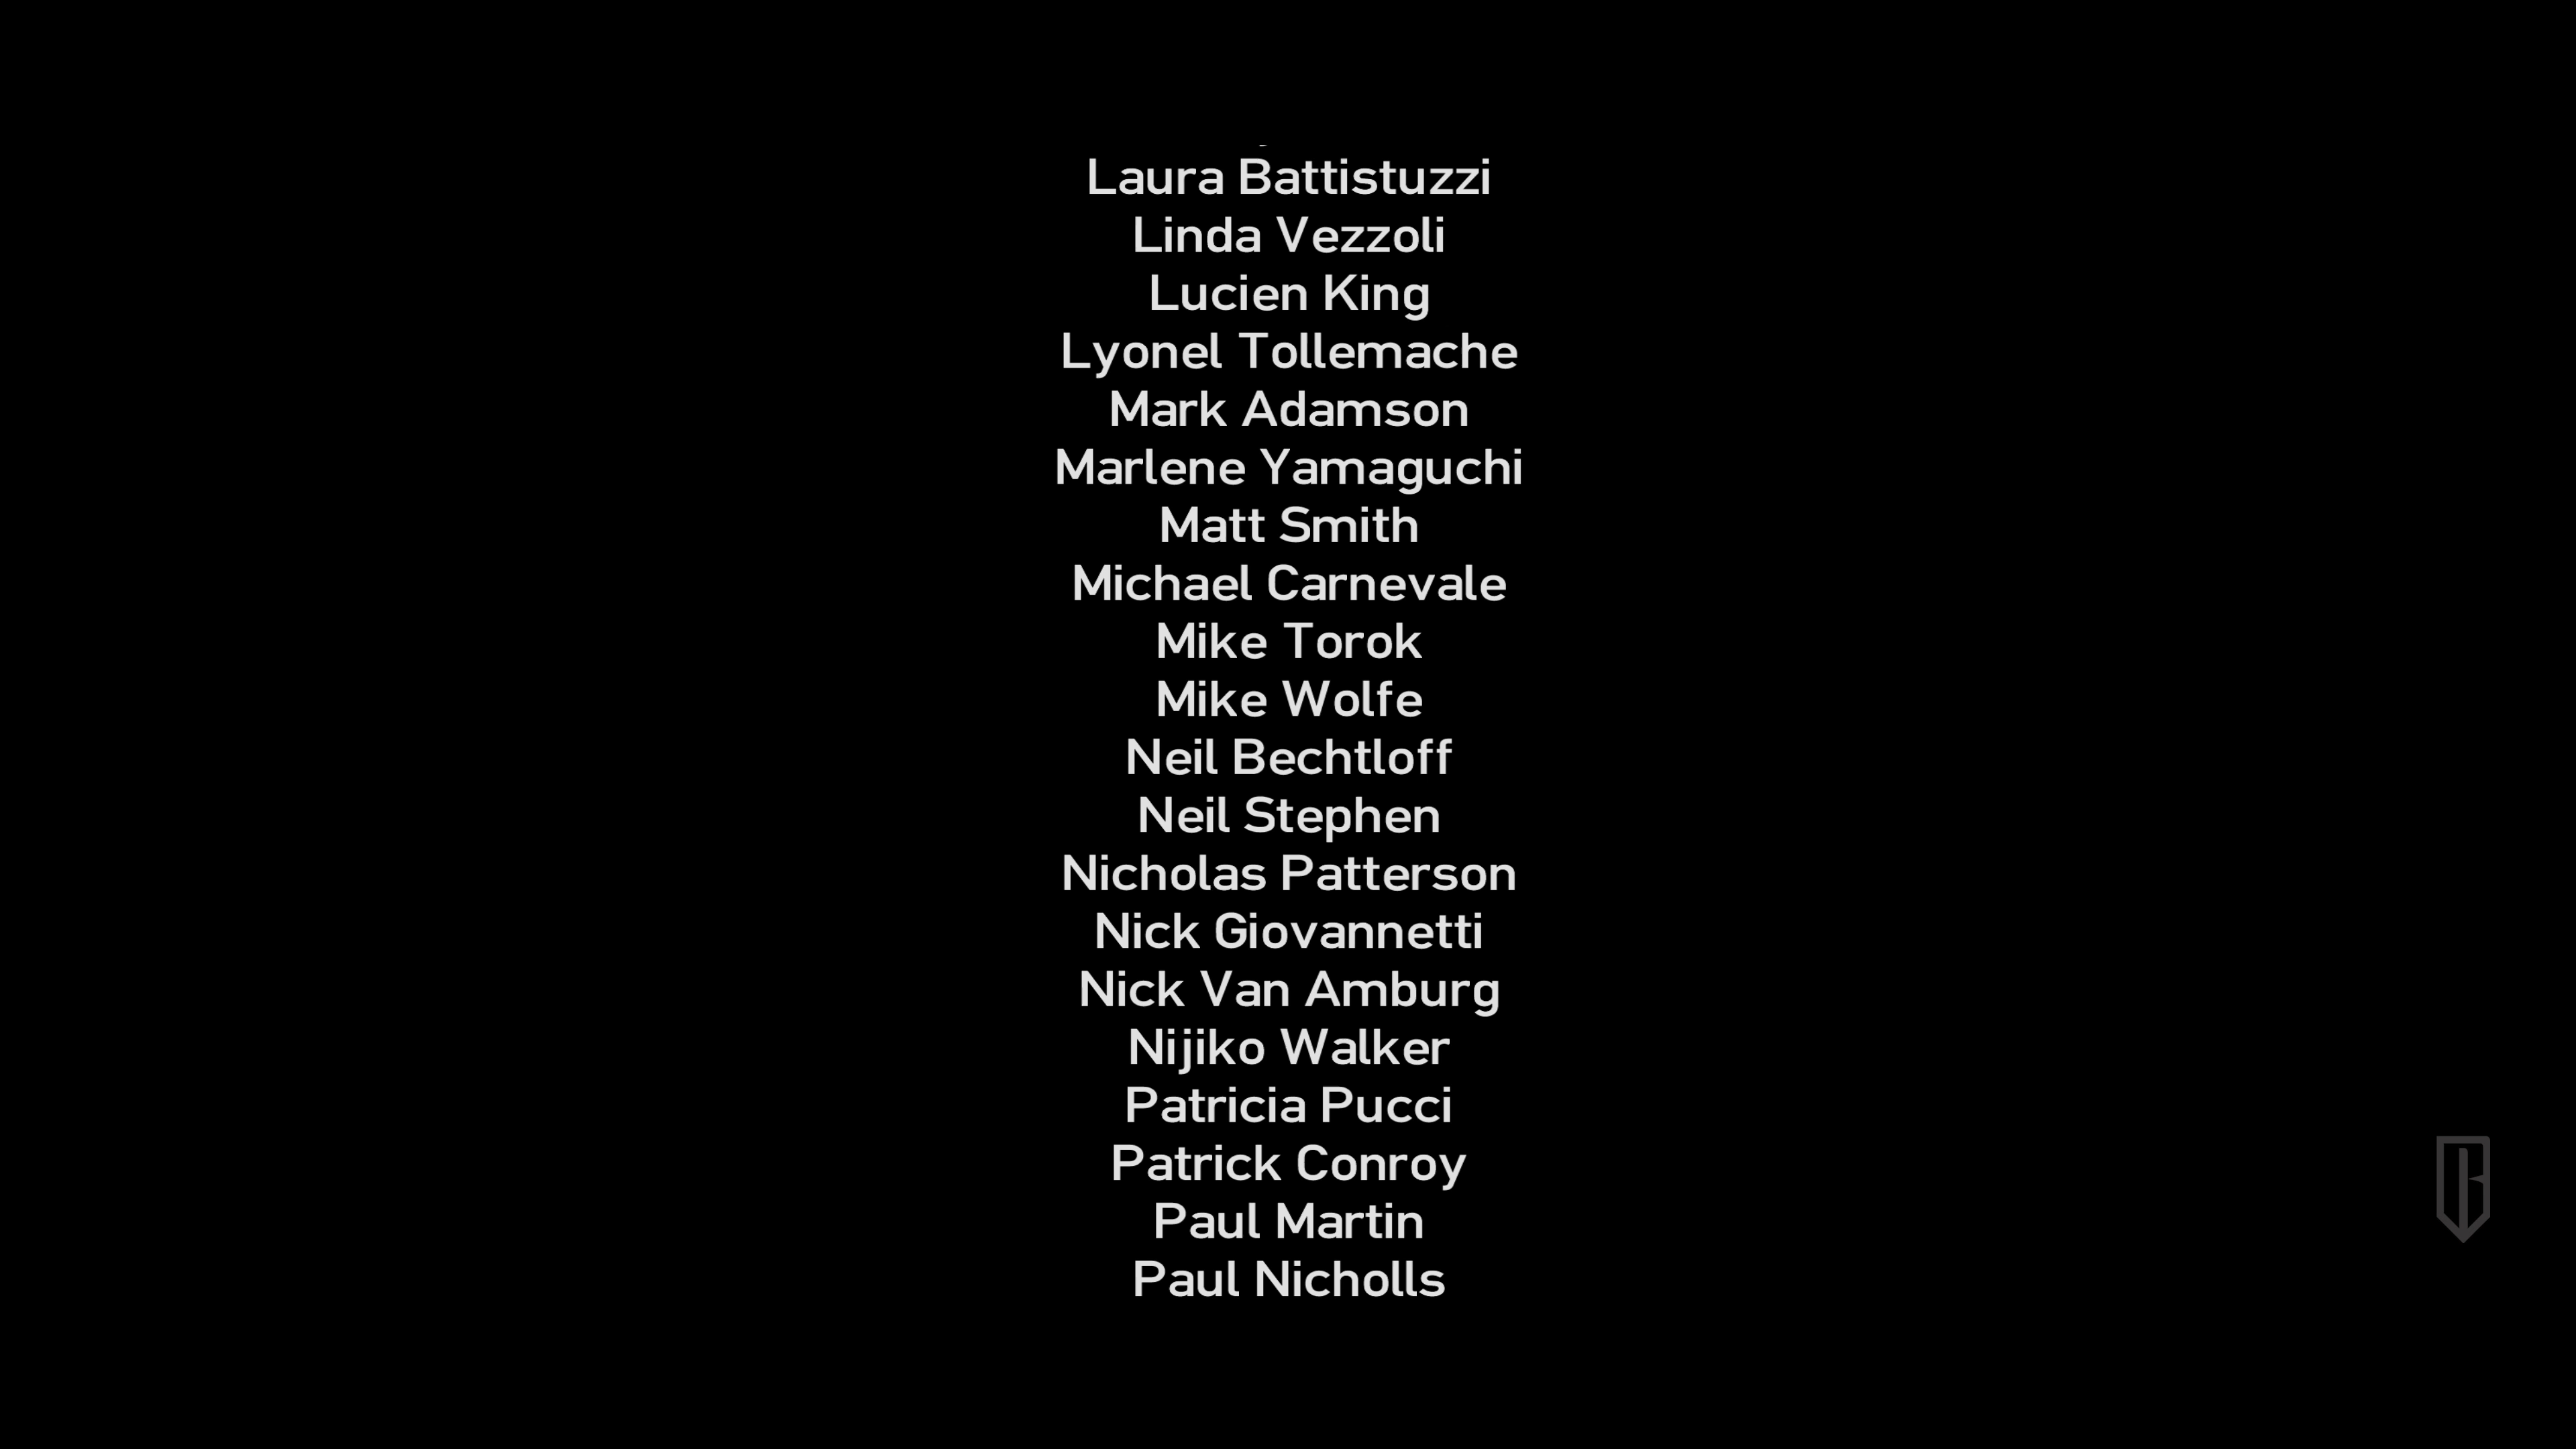 Laura Battistuzzi
Linda Vezzoli
Lucien King
Lyonel Tollemache
Mark Adamson
Marlene Yamaguchi
Matt Smith
Michael Carnevale
Mike Torok
Mike Wolfe
Neil Bechtloff
Neil Stephen
Nicholas Patterson
Nick Giovannetti
Nick Van Amburg
Nijiko Walker
Patricia Pucci
Patrick Conroy
Paul Martin
Paul Nicholls